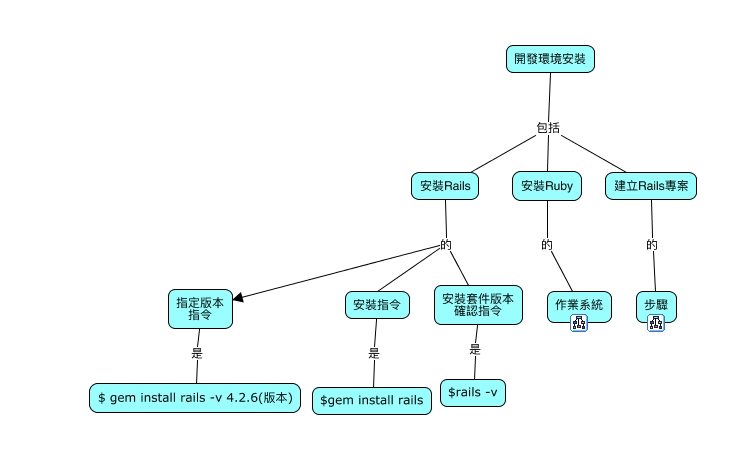 開發環境安裝
包括
安裝Rails
安裝Ruby
建立Rails專案
的
的
的
指定版本
指令
安裝指令
安裝套件版本
確認指令
作業系統
步驟
是
是
是
$ gem install rails -v 4.2.6(版本)
$gem install rails
$rails -v